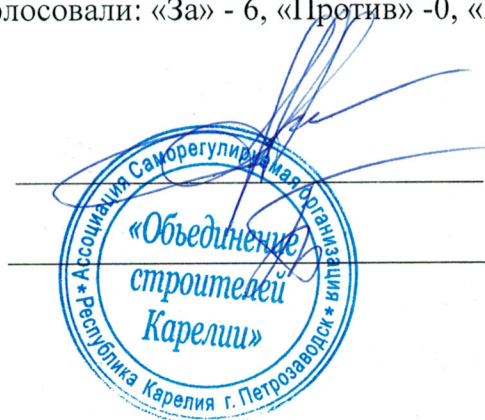 олосовали: «За» - 6, «Против» -0, «
Ассоциация Саморегулируемая организация
«Объединение
строителей
Карелии»
* Республика Карелия г. Петрозаводск *